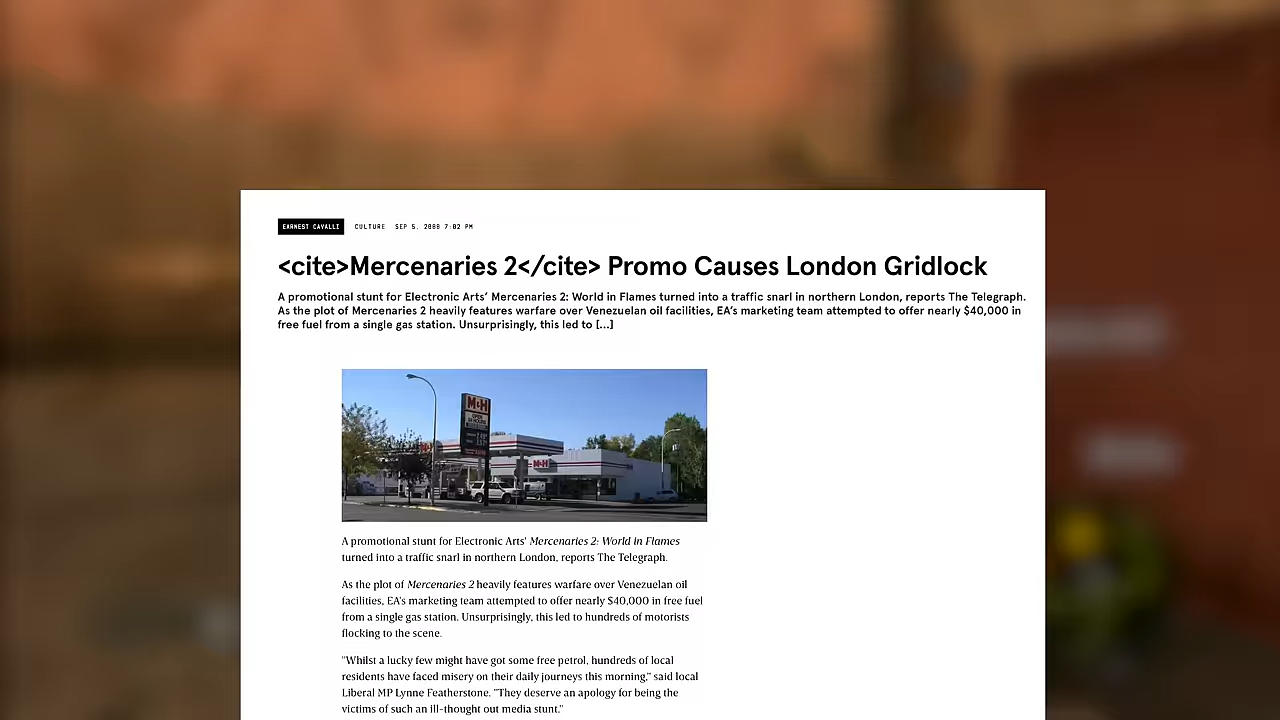 EARNEST CAVALLI CULTURE SEP 5, 2008 7:02 PM
<cite>Mercenaries 2</cite> Promo Causes London Gridlock
A promotional stunt for Electronic Arts' Mercenaries 2: World in Flames turned into a traffic snarl in northern London, reports The Telegraph.
As the plot of Mercenaries 2 heavily features warfare over Venezuelan oil facilities, EA's marketing team attempted to offer nearly $40,000 in
free fuel from a single gas station. Unsurprisingly, this led to [...]
M&H
M-H
A promotional stunt for Electronic Arts' Mercenaries 2: World in Flames
turned into a traffic snarl in northern London, reports The Telegraph.
As the plot of Mercenaries 2 heavily features warfare over Venezuelan oil
facilities, EA's marketing team attempted to offer nearly $40,000 in free fuel
from a single gas station. Unsurprisingly, this led to hundreds of motorists
flocking to the scene.
"Whilst a lucky few might have got some free petrol, hundreds of local
residents have faced misery on their daily journeys this morning," said local
Liberal MP Lynne Featherstone. "They deserve an apology for being the
victims of such an ill-thought out media stunt."